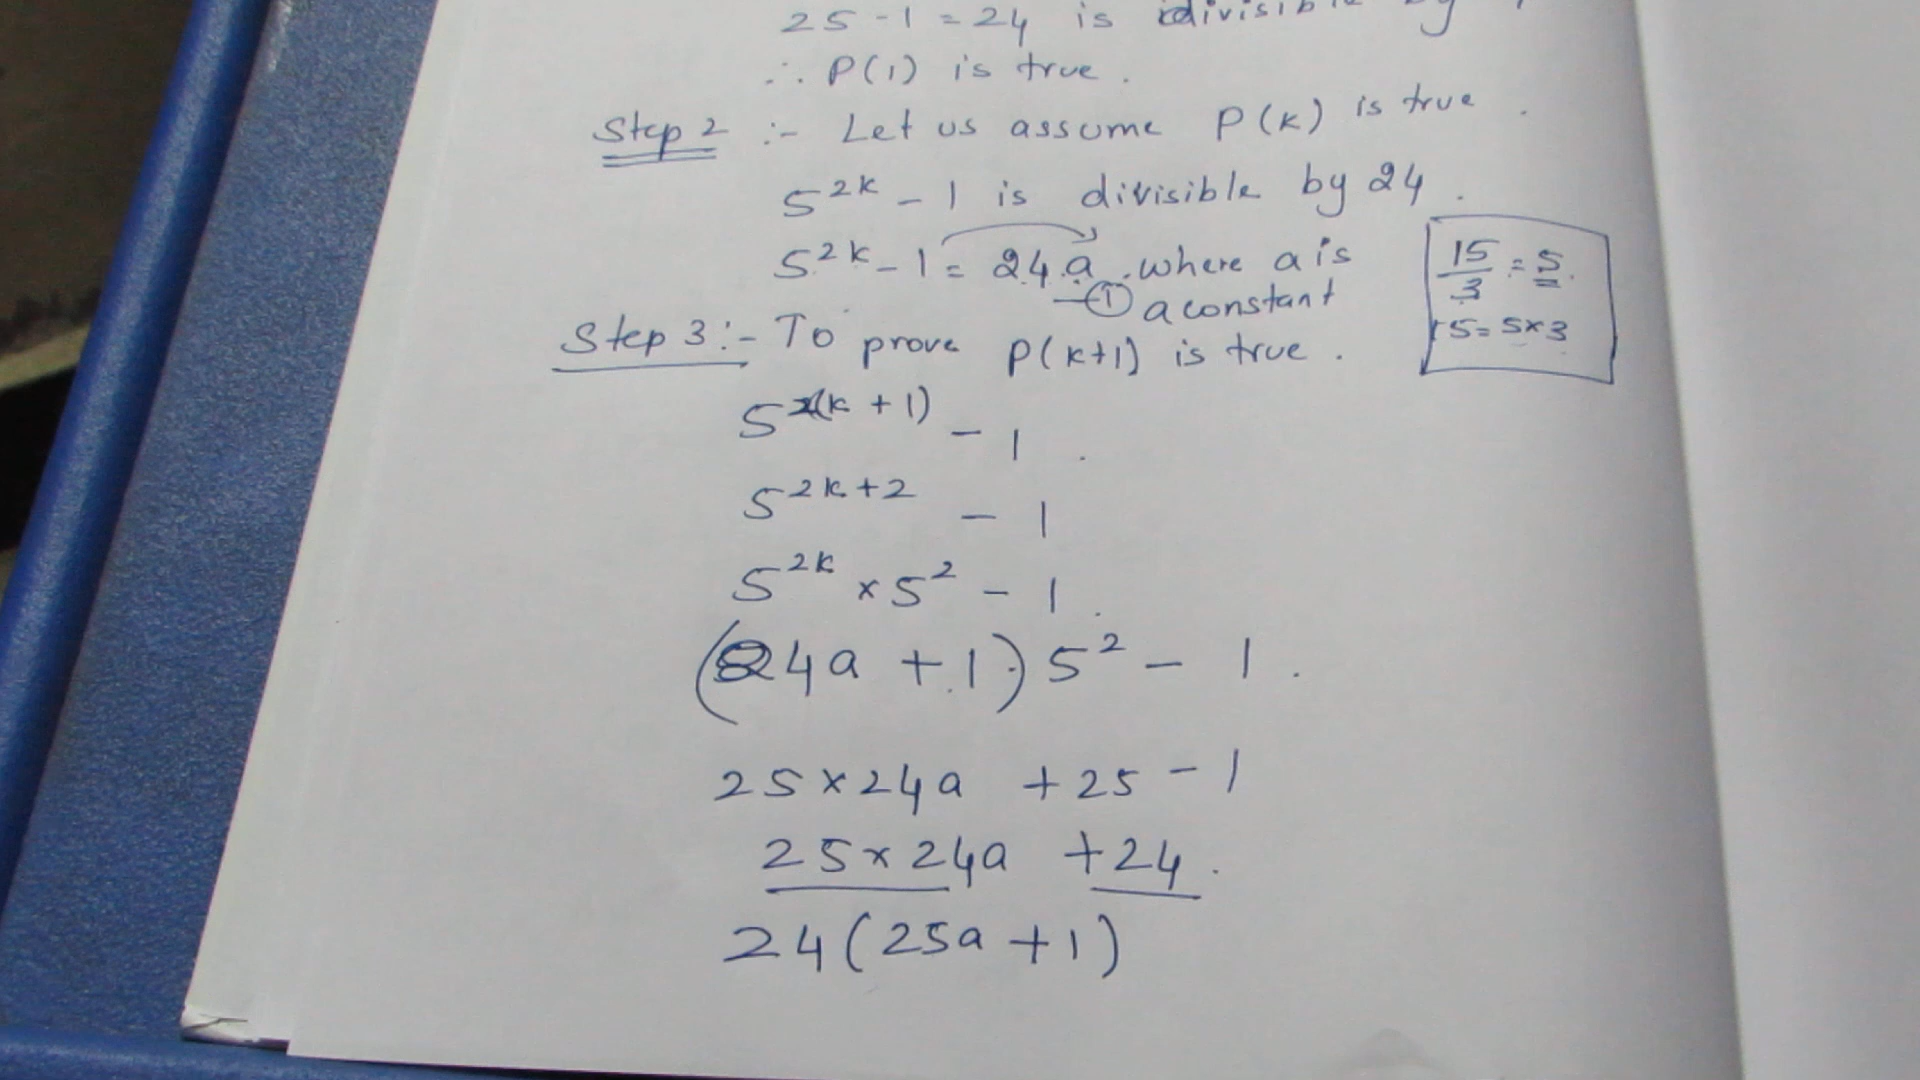 25 - 1 = 24 is divisible by
∴ P(1) is true.
Step 2 :- Let us assume P(k) is true.
5^{2k} - 1 is divisible by 24.
5^{2k} - 1 = 24.a, where a is
—① a constant
15/3 = 5.
15 = 5×3
Step 3 :- To prove P(k+1) is true.
5^{2(k+1)} - 1.
5^{2k+2} - 1
5^{2k} × 5^2 - 1.
(24a + 1) 5^2 - 1.
25×24a + 25 - 1
25×24a + 24.
24(25a + 1)